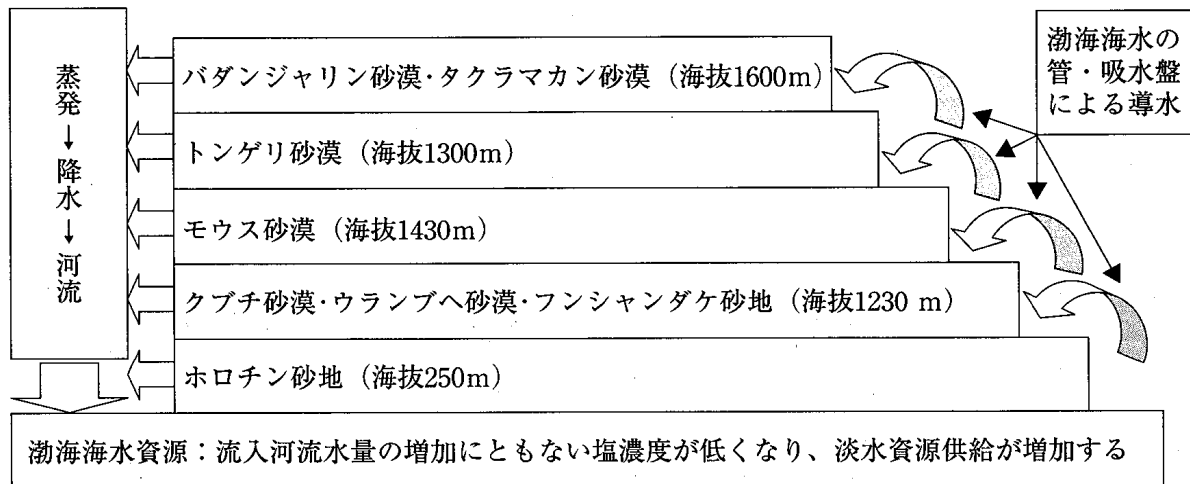 渤海海水の
管・吸水盤
による導水
蒸発→降水→河流
バダンジャリン砂漠・タクラマカン砂漠(海抜1600m)
トンゲリ砂漠(海抜1300m)
モウス砂漠(海抜1430m)
クブチ砂漠・ウランブヘ砂漠・フンシャンダケ砂地(海抜1230 m)
ホロチン砂地(海抜250m)
渤海海水資源:流入河流水量の増加にともない塩濃度が低くなり、淡水資源供給が増加する